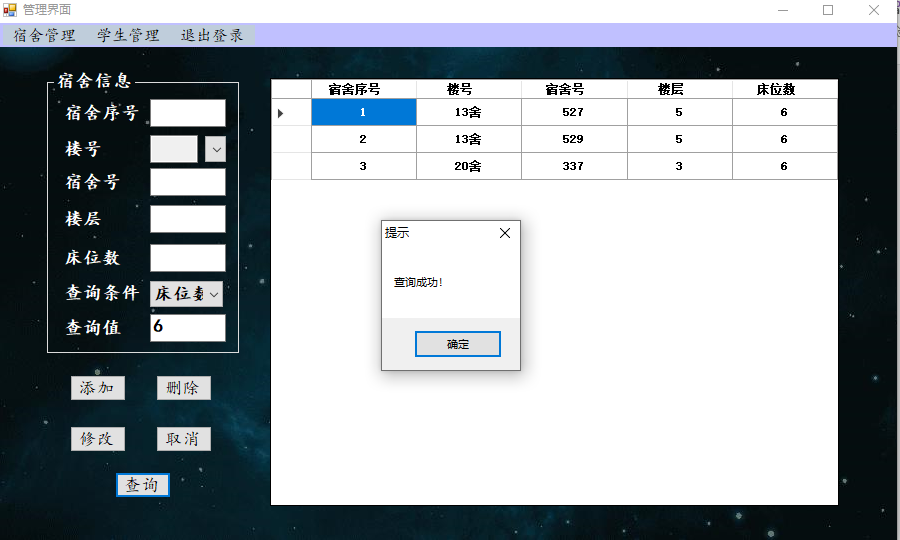 管理界面
宿舍管理 学生管理 退出登录
宿舍信息
宿舍序号
楼号
宿舍号
楼层
床位数
查询条件 床位数
查询值 6
添加 删除
修改 取消
查询
宿舍序号 楼号 宿舍号 楼层 床位数
1 13舍 527 5 6
2 13舍 529 5 6
3 20舍 337 3 6
提示
查询成功!
确定